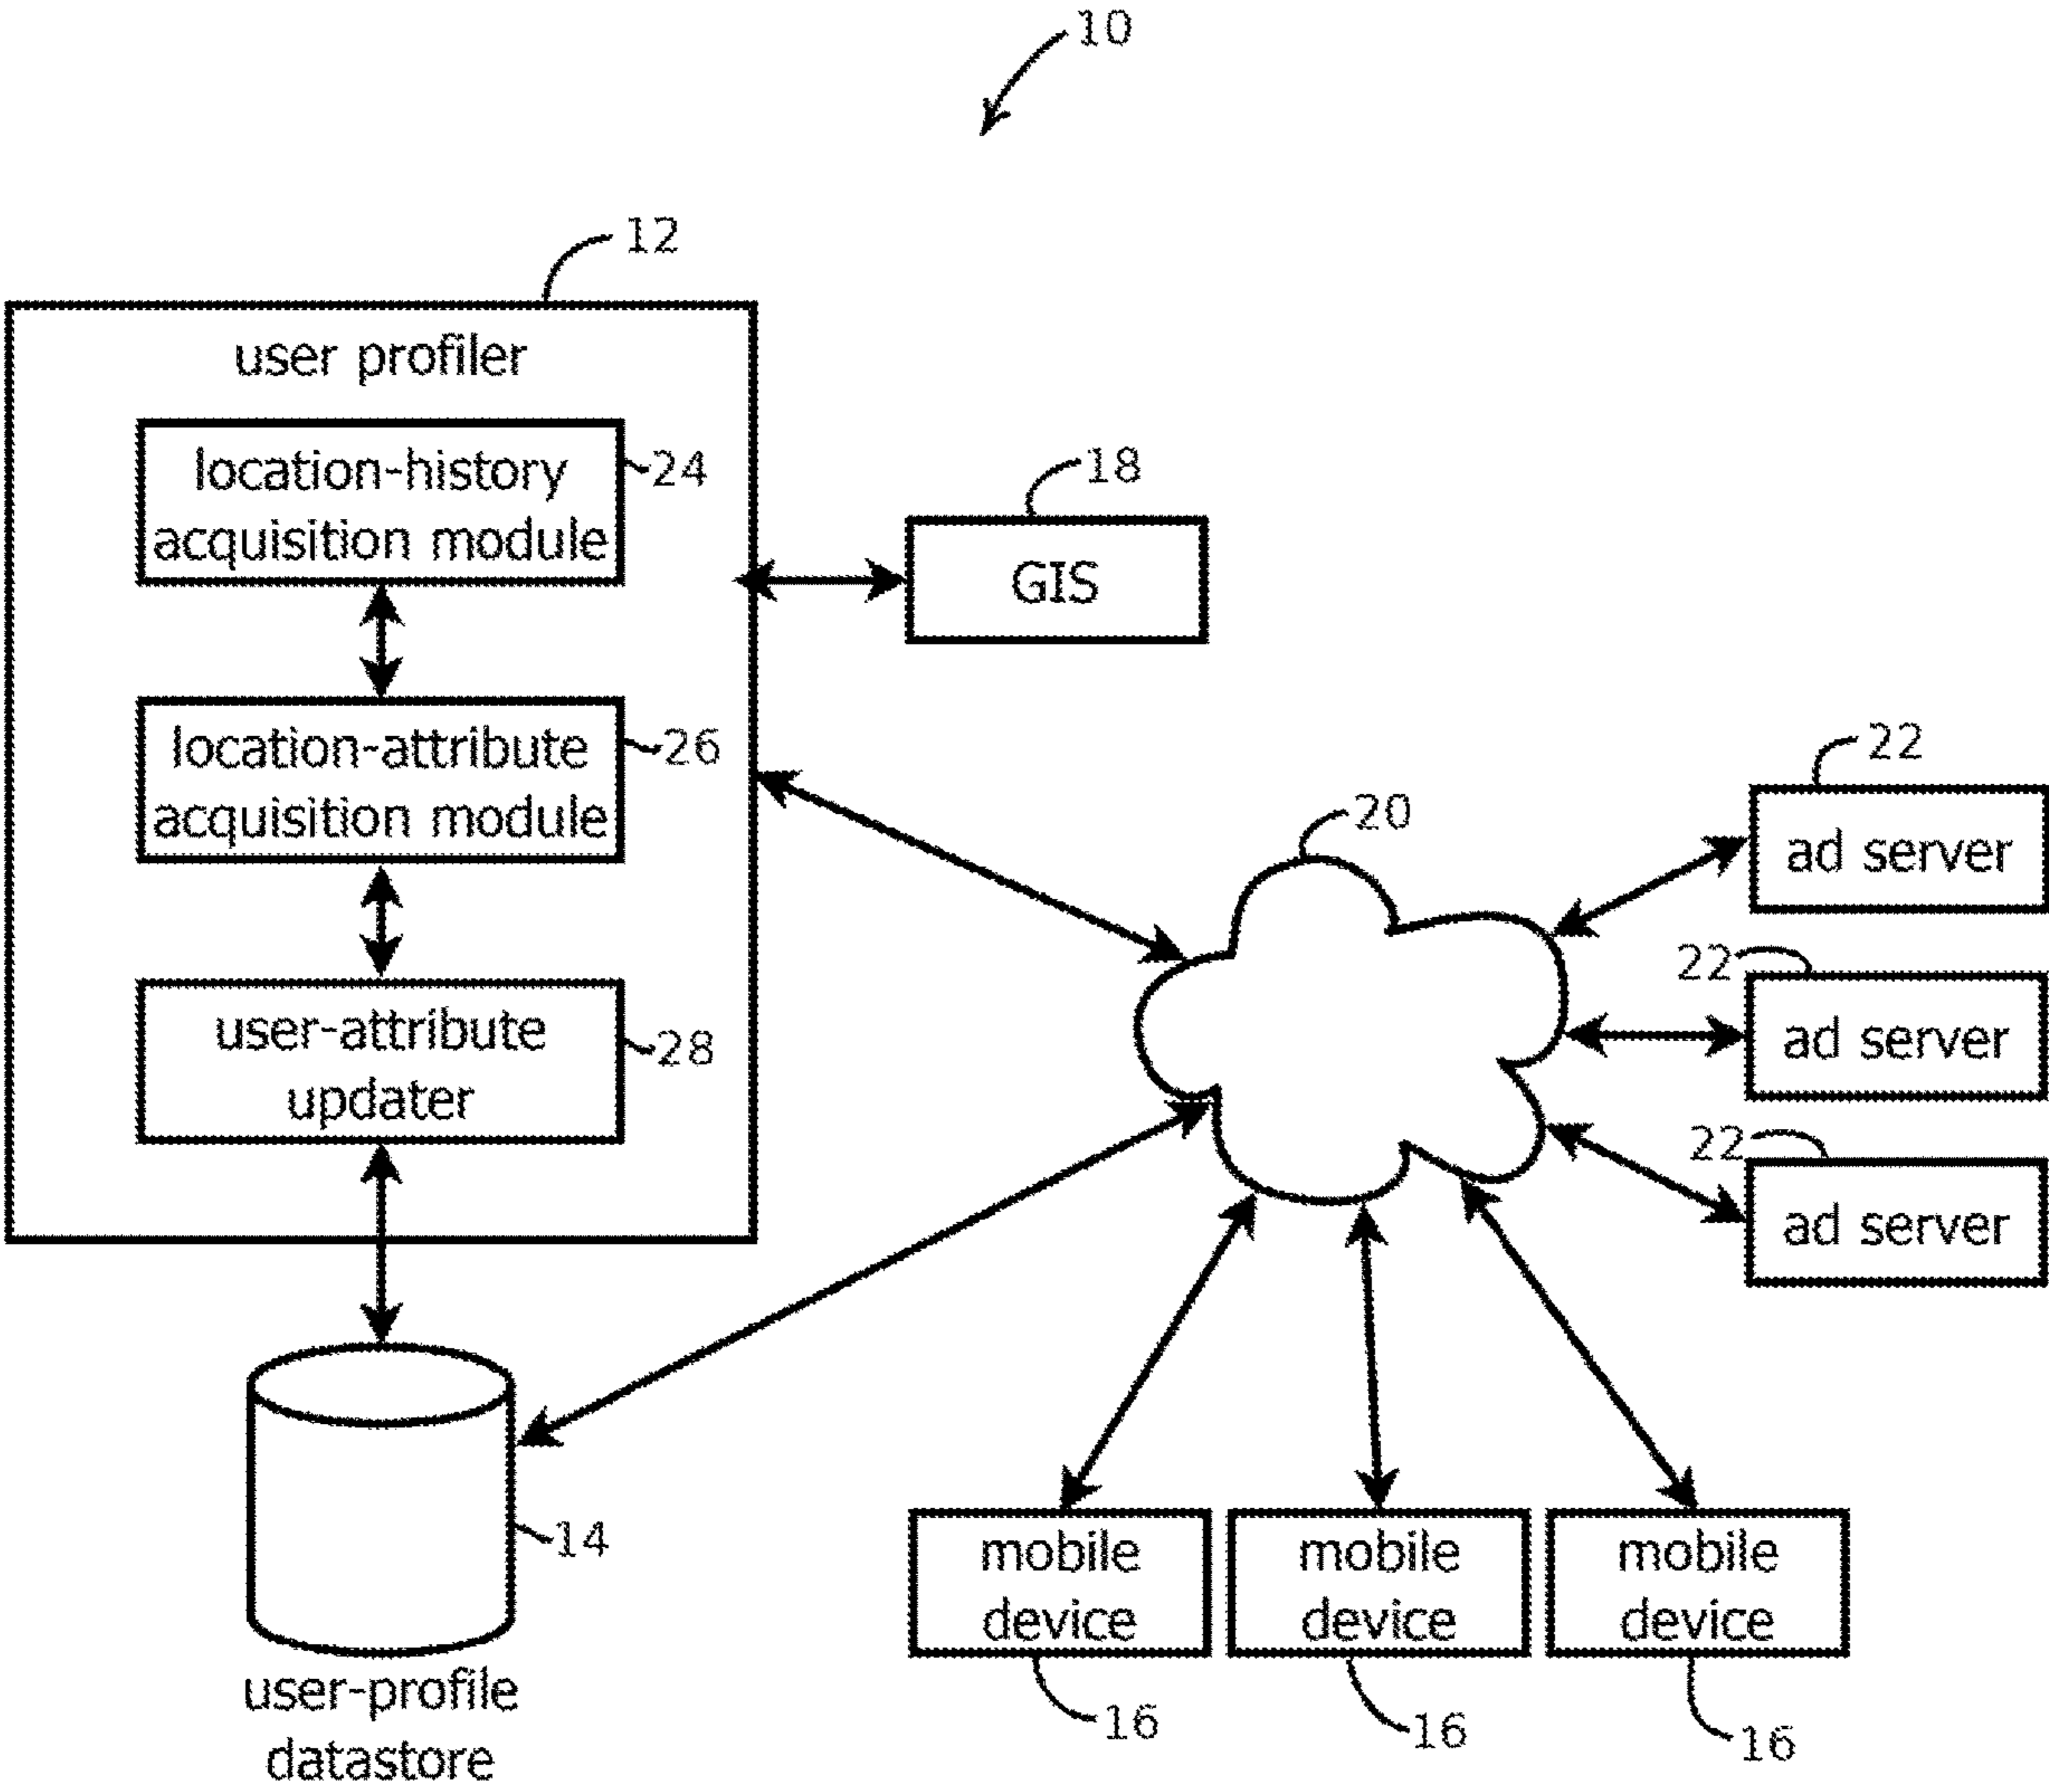 10
12
user profiler
location-history
acquisition module
24
18
GIS
location-attribute
acquisition module
26
22
ad server
20
22
ad server
user-attribute
updater
28
22
ad server
14
user-profile
datastore
mobile
device
mobile
device
mobile
device
16
16
16